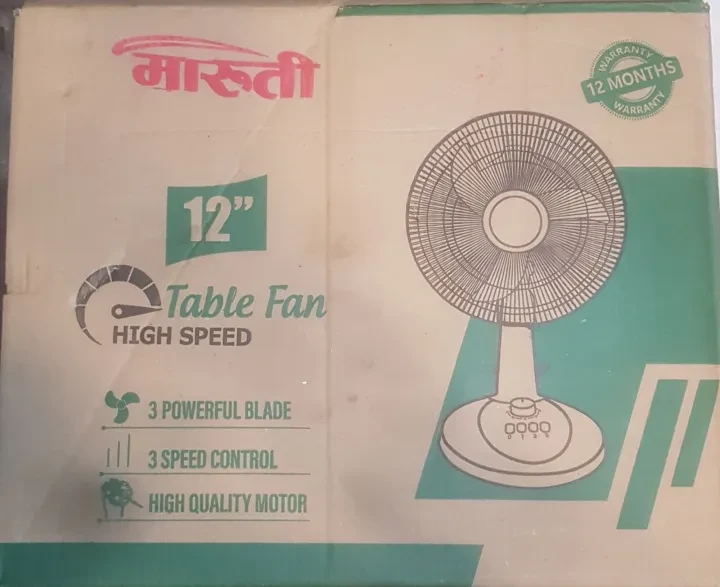 मारुती
WARRANTY
12 MONTHS
WARRANTY
12”
Table Fan
HIGH SPEED
3 POWERFUL BLADE
3 SPEED CONTROL
HIGH QUALITY MOTOR